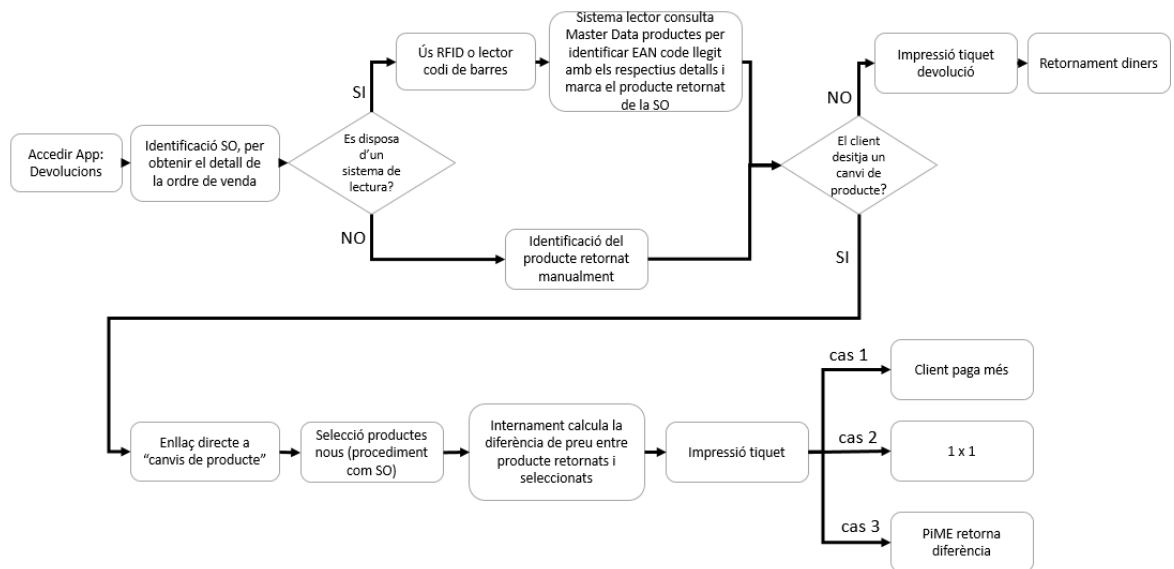 Accedir App:
Devolucions
Identificació SO, per
obtenir el detall de
la ordre de venda
Es disposa
d'un
sistema de
lectura?
SI
Ús RFID o lector
codi de barres
Sistema lector consulta
Master Data productes per
identificar EAN code llegit
amb els respectius detalls i
marca el producte retornat
de la SO
NO
Identificació del
producte retornat
manualment
El client
desitja un
canvi de
producte?
NO
Impressió tiquet
devolució
Retornament diners
SI
Enllaç directe a
“canvis de producte”
Selecció productes
nous (procediment
com SO)
Internament calcula la
diferència de preu entre
producte retornats i
seleccionats
Impressió tiquet
cas 1
Client paga més
cas 2
1 x 1
cas 3
PiME retorna
diferència